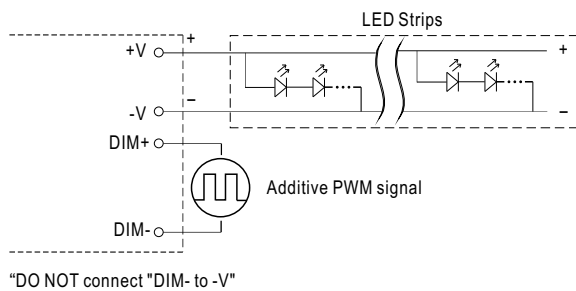 LED Strips
+V
+
+
-V
−
−
DIM+
Additive PWM signal
DIM-
“DO NOT connect "DIM- to -V"